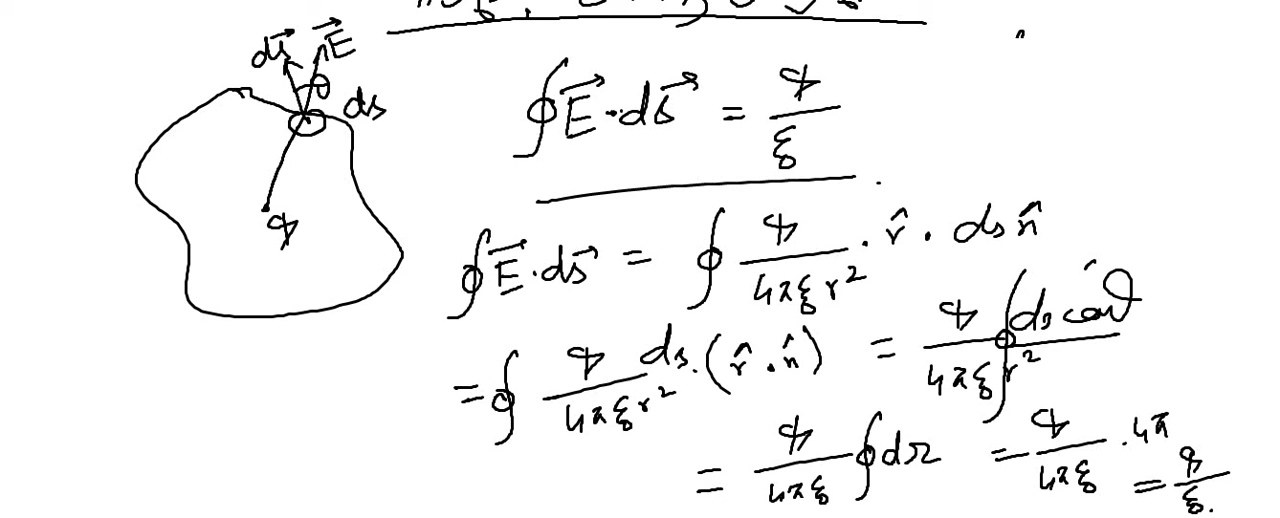 ds⃗ E⃗
θ
ds
q
∮E⃗·ds⃗ = q/ε₀
∮E⃗·ds⃗ = ∮ q/(4πε₀r²) · r̂ · ds n̂
= ∮ q/(4πε₀r²) ds · (r̂ · n̂) = q/(4πε₀) ∮ ds cosθ/r²
= q/(4πε₀) ∮dΩ = q/(4πε₀) · 4π = q/ε₀.